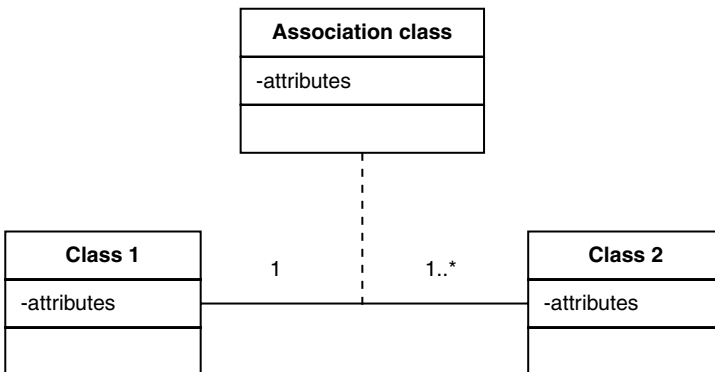 Association class
-attributes
Class 1
1
1..*
Class 2
-attributes
-attributes